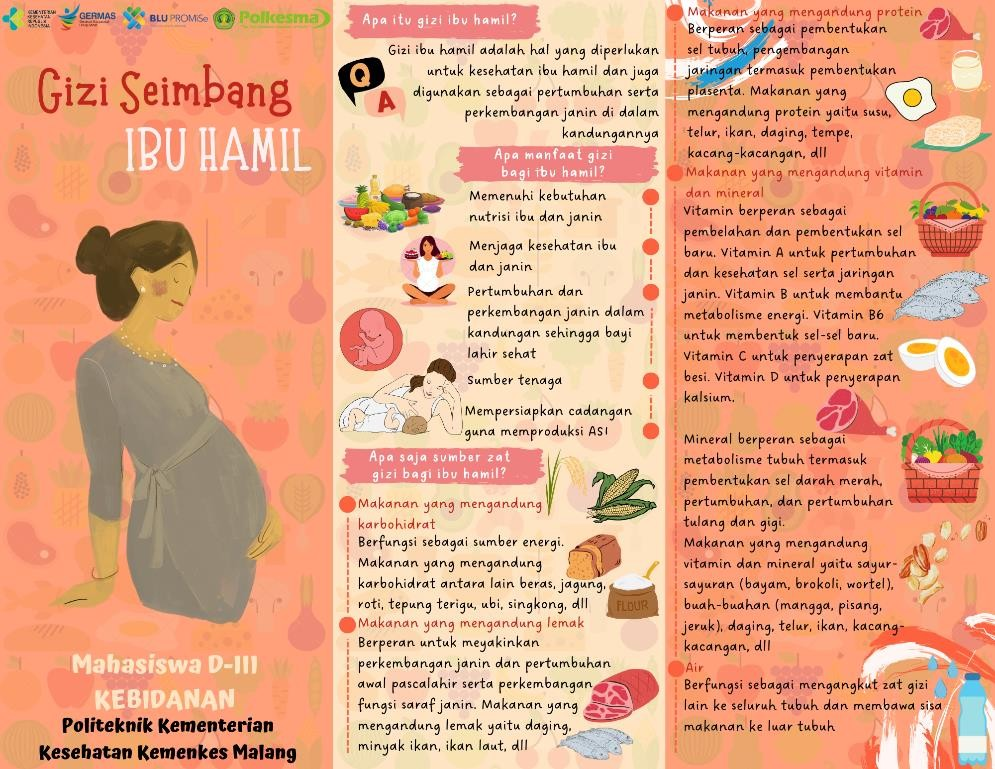 KEMENTERIAN
KESEHATAN
REPUBLIK
INDONESIA
GERMAS
BLU PROMISe
Polkesma
Gizi Seimbang
IBU HAMIL
Mahasiswa D-III
KEBIDANAN
Politeknik Kementerian
Kesehatan Kemenkes Malang
Apa itu gizi ibu hamil?
Q
A
Gizi ibu hamil adalah hal yang diperlukan
untuk kesehatan ibu hamil dan juga
digunakan sebagai pertumbuhan serta
perkembangan janin di dalam
kandungannya
Apa manfaat gizi
bagi ibu hamil?
Memenuhi kebutuhan
nutrisi ibu dan janin
Menjaga kesehatan ibu
dan janin
Pertumbuhan dan
perkembangan janin dalam
kandungan sehingga bayi
lahir sehat
Sumber tenaga
Mempersiapkan cadangan
guna memproduksi ASI
Apa saja sumber zat
gizi bagi ibu hamil?
Makanan yang mengandung
karbohidrat
Berfungsi sebagai sumber energi.
Makanan yang mengandung
karbohidrat antara lain beras, jagung,
roti, tepung terigu, ubi, singkong, dll
FLOUR
Makanan yang mengandung lemak
Berperan untuk meyakinkan
perkembangan janin dan pertumbuhan
awal pascalahir serta perkembangan
fungsi saraf janin. Makanan yang
mengandung lemak yaitu daging,
minyak ikan, ikan laut, dll
Makanan yang mengandung protein
Berperan sebagai pembentukan
sel tubuh, pengembangan
jaringan termasuk pembentukan
plasenta. Makanan yang
mengandung protein yaitu susu,
telur, ikan, daging, tempe,
kacang-kacangan, dll
Makanan yang mengandung vitamin
dan mineral
Vitamin berperan sebagai
pembelahan dan pembentukan sel
baru. Vitamin A untuk pertumbuhan
dan kesehatan sel serta jaringan
janin. Vitamin B untuk membantu
metabolisme energi. Vitamin B6
untuk membentuk sel-sel baru.
Vitamin C untuk penyerapan zat
besi. Vitamin D untuk penyerapan
kalsium.
Mineral berperan sebagai
metabolisme tubuh termasuk
pembentukan sel darah merah,
pertumbuhan, dan pertumbuhan
tulang dan gigi.
Makanan yang mengandung
vitamin dan mineral yaitu sayur-
sayuran (bayam, brokoli, wortel),
buah-buahan (mangga, pisang,
jeruk), daging, telur, ikan, kacang-
kacangan, dll
Air
Berfungsi sebagai mengangkut zat gizi
lain ke seluruh tubuh dan membawa sisa
makanan ke luar tubuh